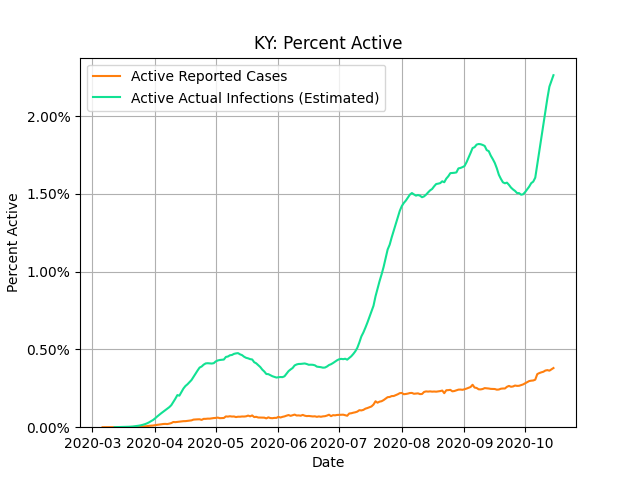 KY: Percent Active
Active Reported Cases
Active Actual Infections (Estimated)
2.00%
1.50%
1.00%
0.50%
0.00%
Percent Active
2020-03 2020-04 2020-05 2020-06 2020-07 2020-08 2020-09 2020-10
Date